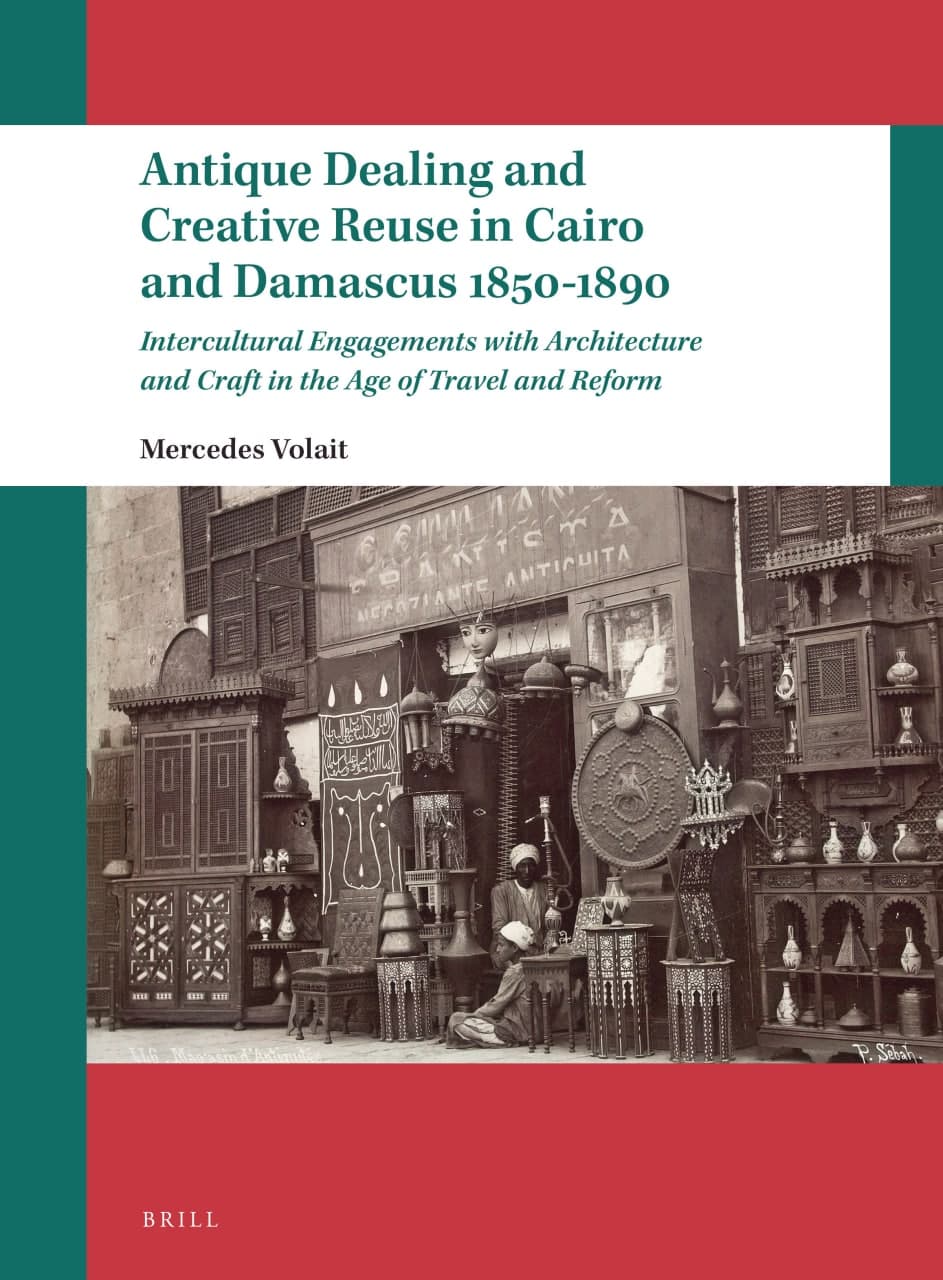 Antique Dealing and
Creative Reuse in Cairo
and Damascus 1850-1890
Intercultural Engagements with Architecture
and Craft in the Age of Travel and Reform
Mercedes Volait
NEGOZIANTE ANTICHITA
P. Sébah.
BRILL